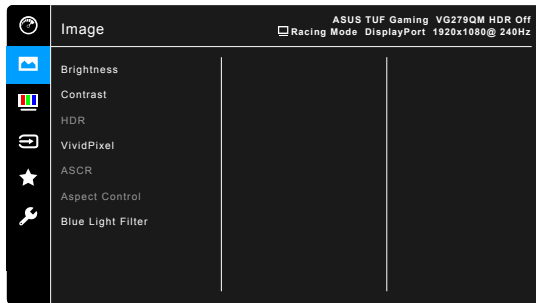 Image
ASUS TUF Gaming VG279QM HDR Off
Racing Mode DisplayPort 1920x1080@ 240Hz
Brightness
Contrast
HDR
VividPixel
ASCR
Aspect Control
Blue Light Filter